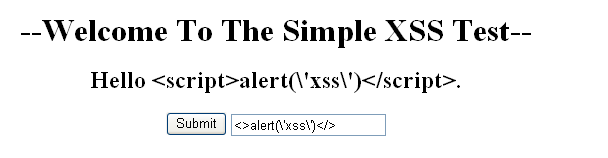 --Welcome To The Simple XSS Test--
Hello <script>alert(\'xss\')</script>.
Submit <>alert(\'xss\')</>